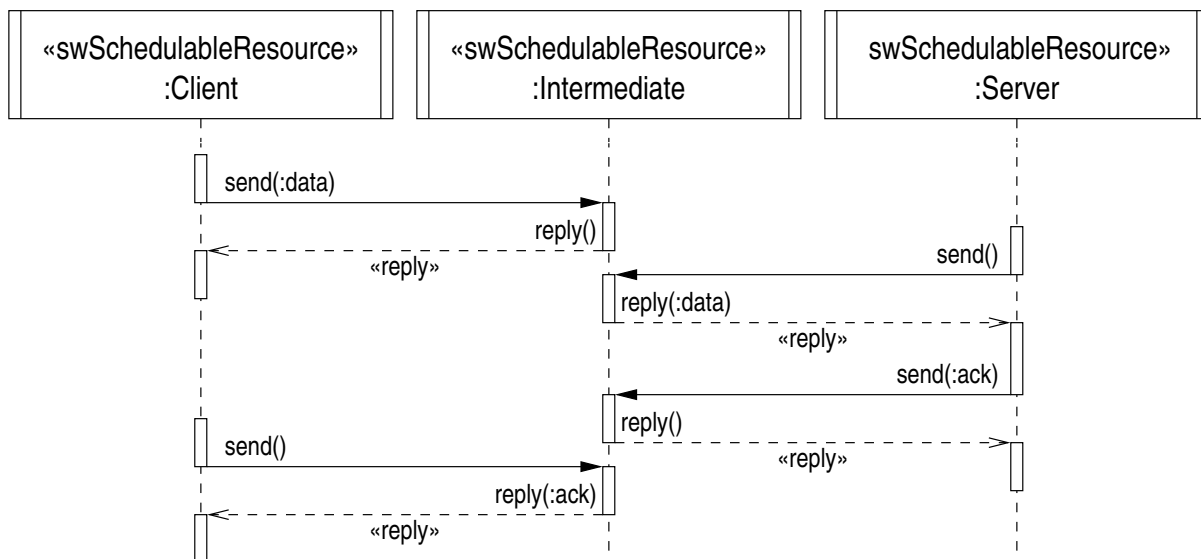 «swSchedulableResource»
:Client
«swSchedulableResource»
:Intermediate
swSchedulableResource»
:Server
send(:data)
reply()
«reply»
send()
reply(:data)
«reply»
send(:ack)
reply()
«reply»
send()
reply(:ack)
«reply»